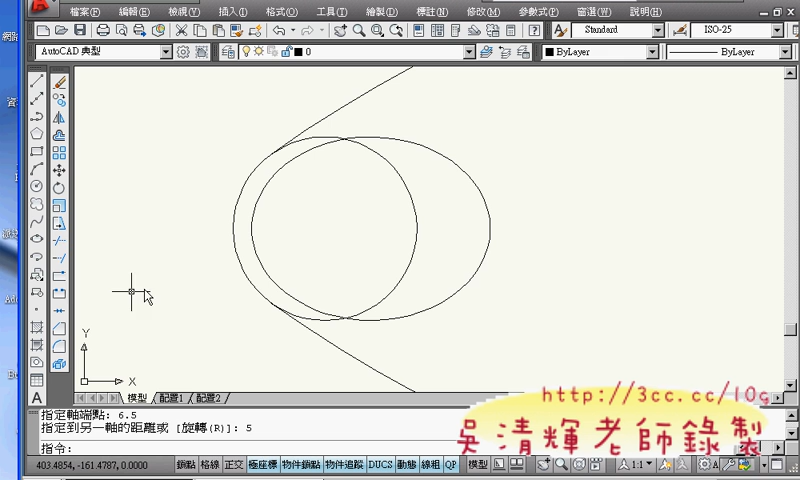 檔案(F) 編輯(E) 檢視(V) 插入(I) 格式(O) 工具(T) 繪製(D) 標註(N) 修改(M) 參數式(P) 窗選(W) 說明(H)
Standard ISO-25
AutoCAD 典型 0 ByLayer ByLayer
Y
X
模型 配置1 配置2
指定軸端點: 6.5
指定到另一軸的距離或 [旋轉(R)]: 5
指令:
http://3cc.cc/10g
吳清輝老師錄製
403.4854, -161.4787, 0.0000 鎖點 格線 正交 極座標 物件鎖點 物件追蹤 DUCS 動態 線粗 QP 模型 1:1